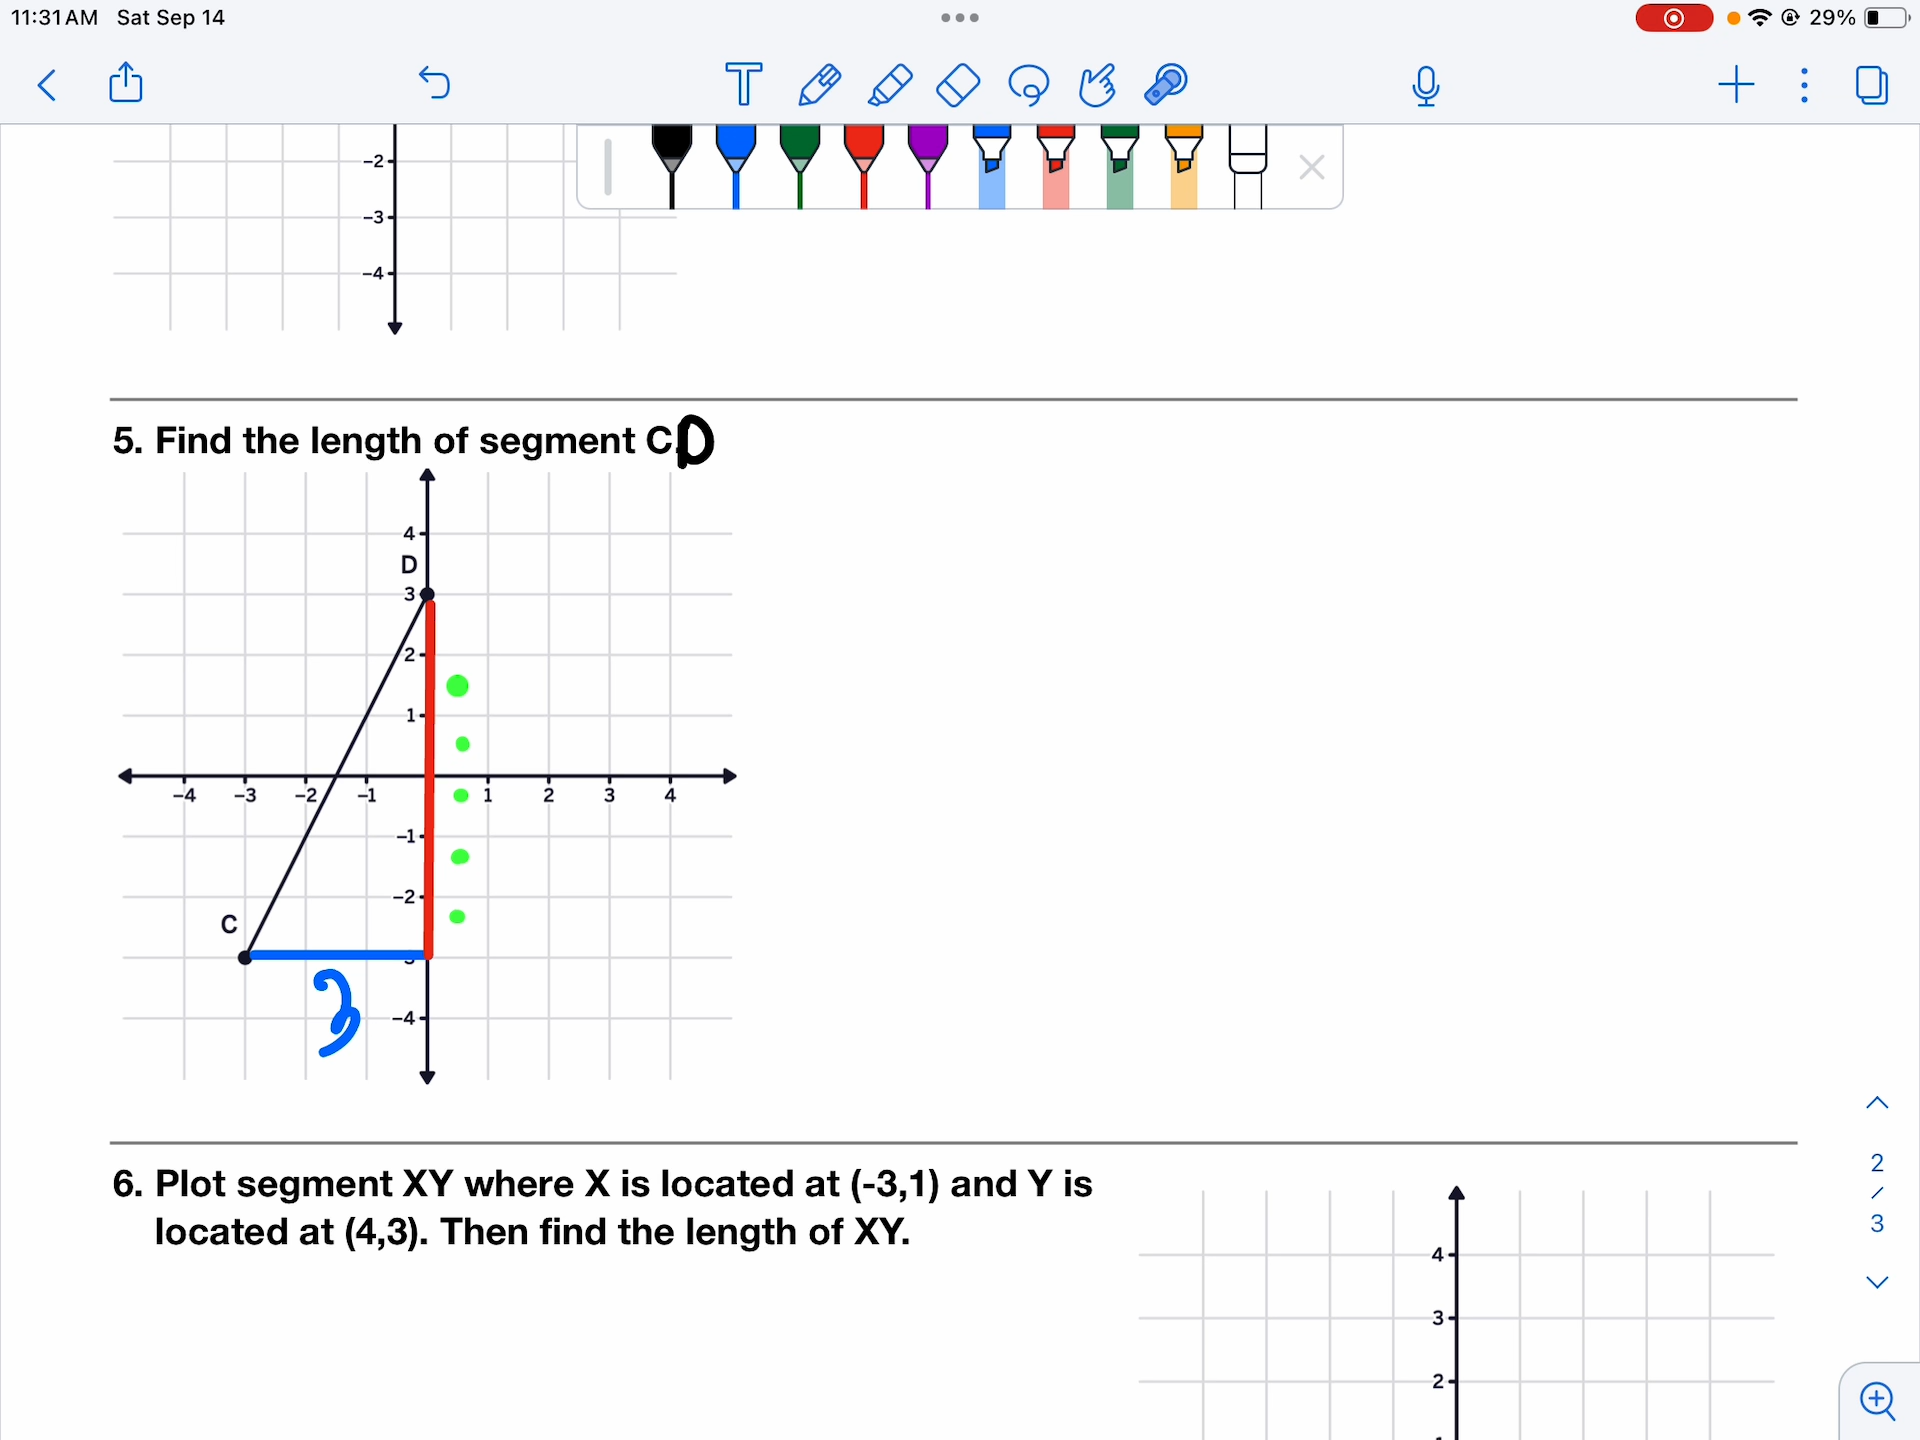 11:31 AM Sat Sep 14
29%
-2
-3
-4
5. Find the length of segment CD
4
D
3
2
1
-4 -3 -2 -1 1 2 3 4
-1
-2
C
3
-4
6. Plot segment XY where X is located at (-3,1) and Y is
located at (4,3). Then find the length of XY.
4
3
2
2
/
3